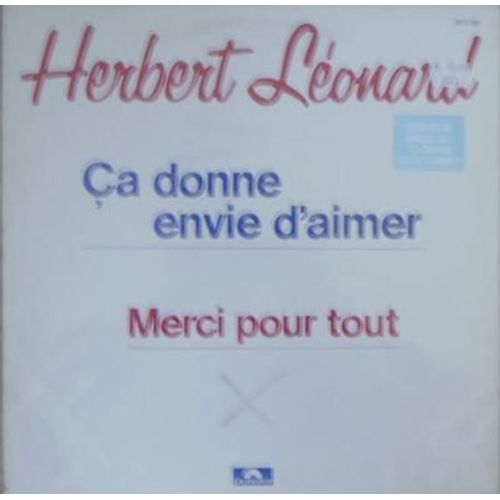 Herbert Léonard
Ça donne
envie d'aimer
Merci pour tout